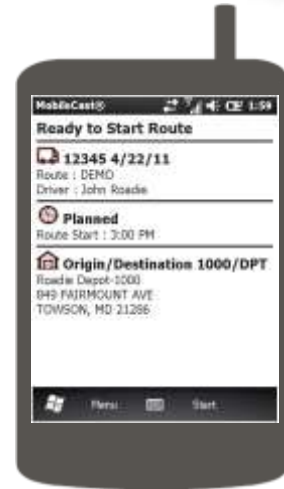 MobileCast® 1:59
Ready to Start Route
12345 4/22/11
Route : DEMO
Driver : John Roadie
Planned
Route Start : 3:00 PM
Origin/Destination 1000/DPT
Roadie Depot-1000
849 FAIRMOUNT AVE
TOWSON, MD 21286
Menu Start